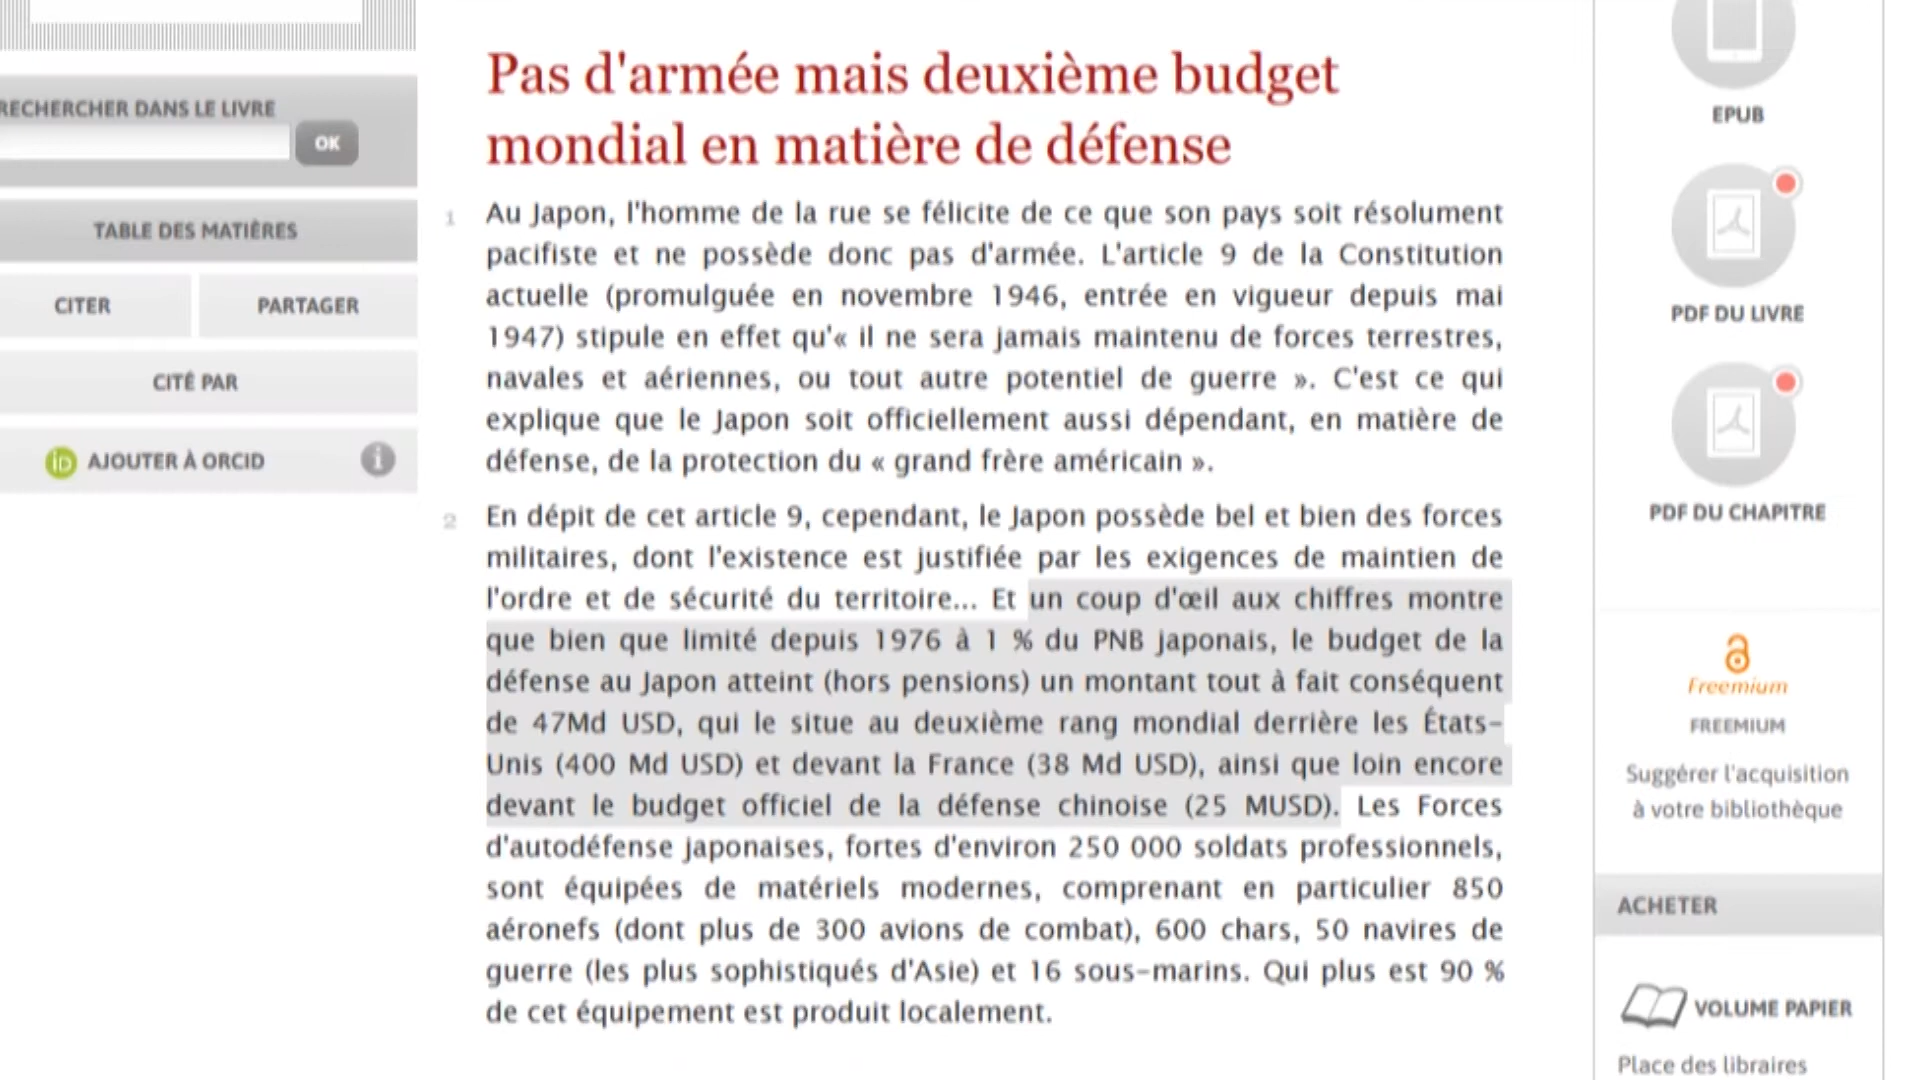 RECHERCHER DANS LE LIVRE
OK
TABLE DES MATIÈRES
CITER
PARTAGER
CITÉ PAR
iD AJOUTER À ORCID i
Pas d'armée mais deuxième budget
mondial en matière de défense
1
Au Japon, l'homme de la rue se félicite de ce que son pays soit résolument
pacifiste et ne possède donc pas d'armée. L'article 9 de la Constitution
actuelle (promulguée en novembre 1946, entrée en vigueur depuis mai
1947) stipule en effet qu'« il ne sera jamais maintenu de forces terrestres,
navales et aériennes, ou tout autre potentiel de guerre ». C'est ce qui
explique que le Japon soit officiellement aussi dépendant, en matière de
défense, de la protection du « grand frère américain ».
2
En dépit de cet article 9, cependant, le Japon possède bel et bien des forces
militaires, dont l'existence est justifiée par les exigences de maintien de
l'ordre et de sécurité du territoire... Et un coup d'œil aux chiffres montre
que bien que limité depuis 1976 à 1 % du PNB japonais, le budget de la
défense au Japon atteint (hors pensions) un montant tout à fait conséquent
de 47Md USD, qui le situe au deuxième rang mondial derrière les États-
Unis (400 Md USD) et devant la France (38 Md USD), ainsi que loin encore
devant le budget officiel de la défense chinoise (25 MUSD). Les Forces
d'autodéfense japonaises, fortes d'environ 250 000 soldats professionnels,
sont équipées de matériels modernes, comprenant en particulier 850
aéronefs (dont plus de 300 avions de combat), 600 chars, 50 navires de
guerre (les plus sophistiqués d'Asie) et 16 sous-marins. Qui plus est 90 %
de cet équipement est produit localement.
EPUB
PDF DU LIVRE
PDF DU CHAPITRE
Freemium
FREEMIUM
Suggérer l'acquisition
à votre bibliothèque
ACHETER
VOLUME PAPIER
Place des libraires